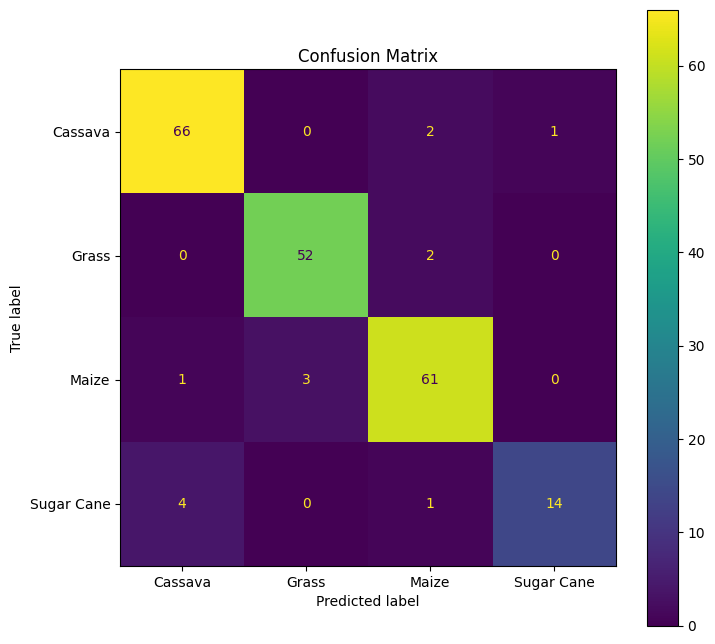 Confusion Matrix
True label
Cassava 66 0 2 1
Grass 0 52 2 0
Maize 1 3 61 0
Sugar Cane 4 0 1 14
Cassava Grass Maize Sugar Cane
Predicted label
60
50
40
30
20
10
0